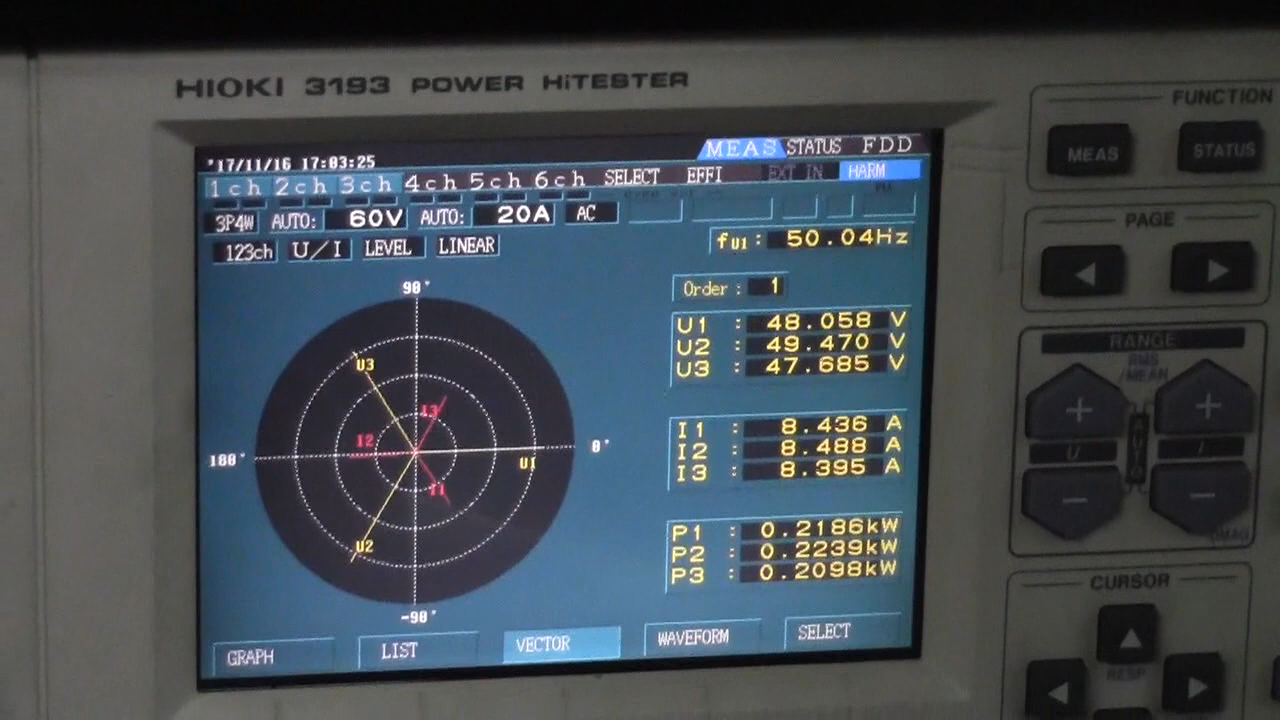 HIOKI 3193 POWER HiTESTER
'17/11/16 17:03:25
MEAS STATUS FDD
1ch 2ch 3ch 4ch 5ch 6ch SELECT EFFI EXT IN HARM
3P4W AUTO: 60V AUTO: 20A AC
123ch U/I LEVEL LINEAR
fU1: 50.04Hz
Order: 1
U1 : 48.058 V
U2 : 49.470 V
U3 : 47.685 V
I1 : 8.436 A
I2 : 8.488 A
I3 : 8.395 A
P1 : 0.2186kW
P2 : 0.2239kW
P3 : 0.2098kW
90°
U3
I3
I2
180°
0°
U1
I1
U2
-90°
GRAPH LIST VECTOR WAVEFORM SELECT
FUNCTION
MEAS STATUS
PAGE
RANGE
RMS
/MEAN
+ +
U AUTO I
- -
CURSOR
RESP